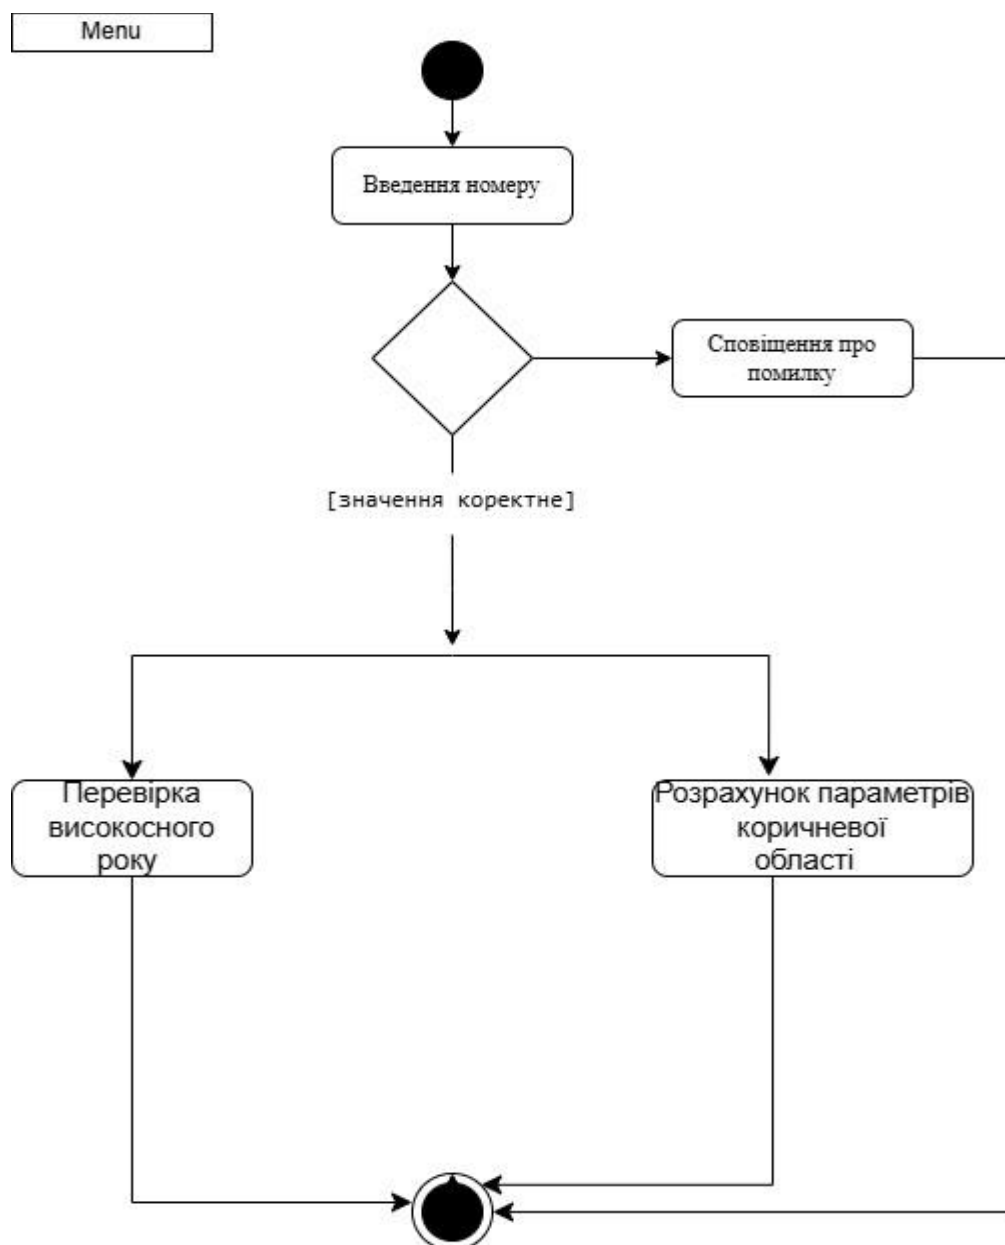 Menu
Введення номеру
Сповіщення про
помилку
[значення коректне]
Перевірка
високосного
року
Розрахунок параметрів
коричневої
області